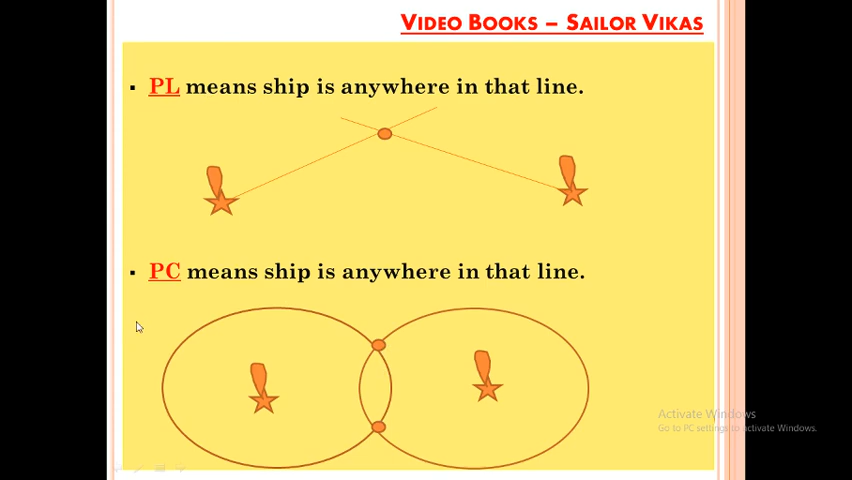 VIDEO BOOKS – SAILOR VIKAS
▪ PL means ship is anywhere in that line.
▪ PC means ship is anywhere in that line.
Activate Windows
Go to PC settings to activate Windows.